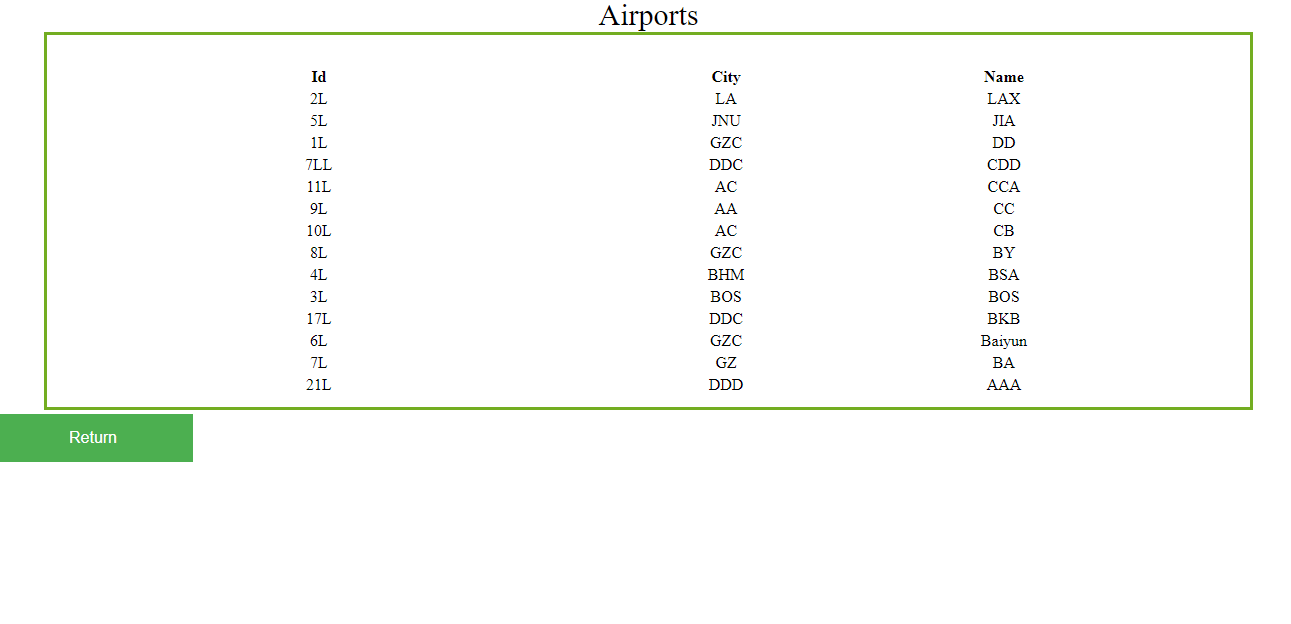 Airports
Id City Name
2L LA LAX
5L JNU JIA
1L GZC DD
7LL DDC CDD
11L AC CCA
9L AA CC
10L AC CB
8L GZC BY
4L BHM BSA
3L BOS BOS
17L DDC BKB
6L GZC Baiyun
7L GZ BA
21L DDD AAA
Return